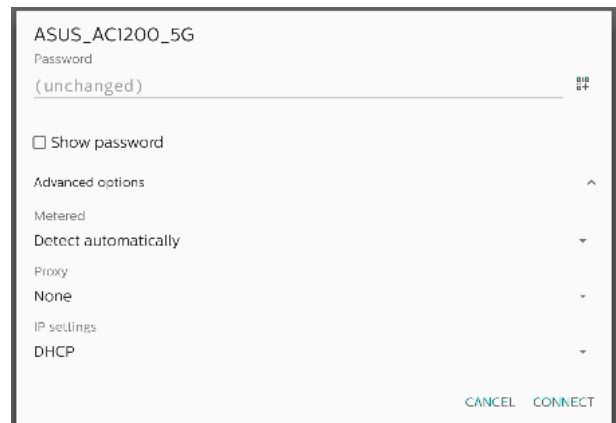 ASUS_AC1200_5G
Password
(unchanged)
Show password
Advanced options
Metered
Detect automatically
Proxy
None
IP settings
DHCP
CANCEL CONNECT